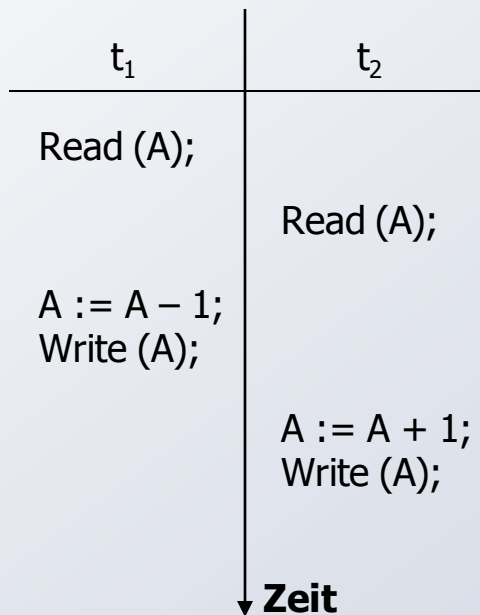 t₁ t₂
Read (A);
Read (A);
A := A – 1;
Write (A);
A := A + 1;
Write (A);
Zeit